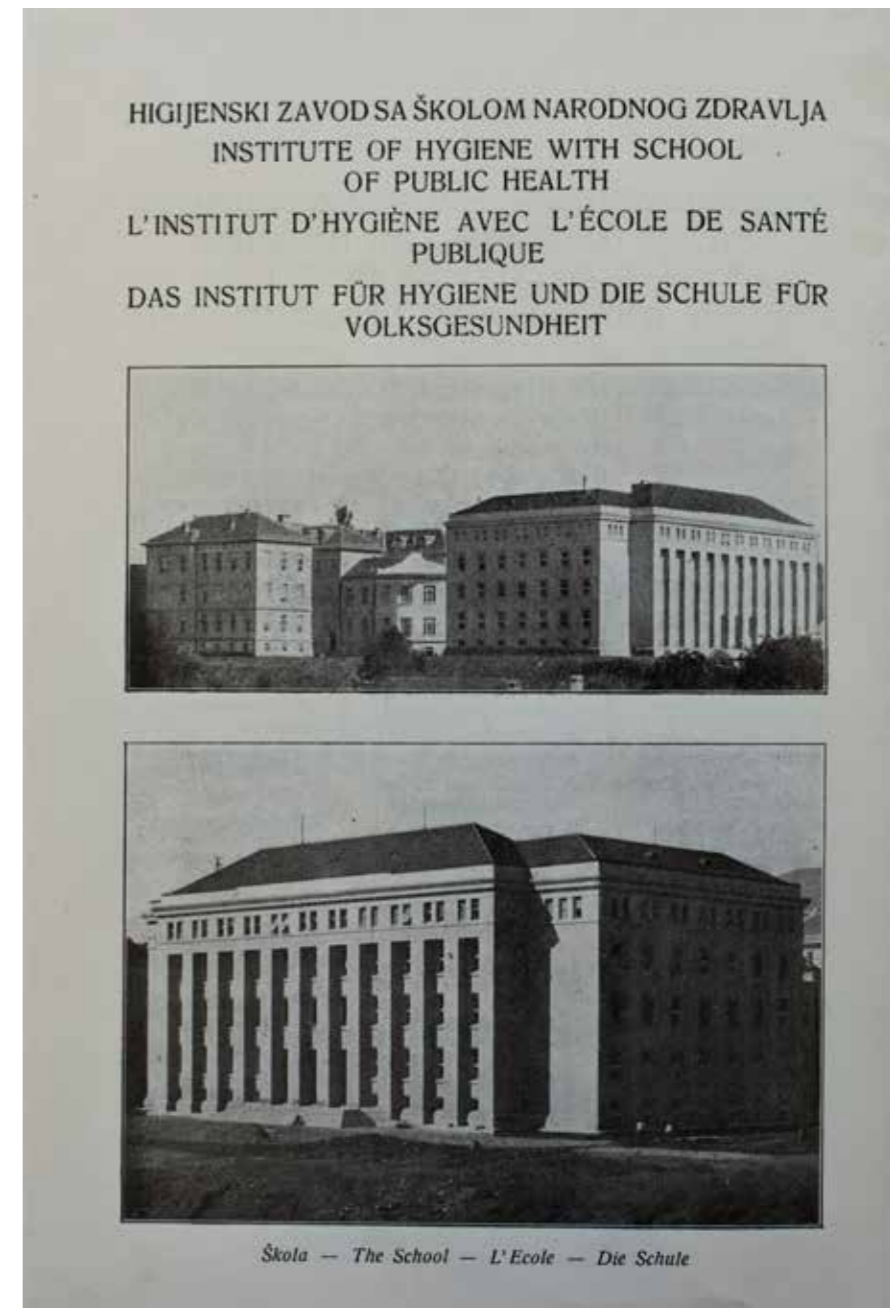 HIGIJENSKI ZAVOD SA ŠKOLOM NARODNOG ZDRAVLJA
INSTITUTE OF HYGIENE WITH SCHOOL
OF PUBLIC HEALTH
L'INSTITUT D'HYGIÈNE AVEC L'ÉCOLE DE SANTÉ
PUBLIQUE
DAS INSTITUT FÜR HYGIENE UND DIE SCHULE FÜR
VOLKSGESUNDHEIT
Škola — The School — L'Ecole — Die Schule